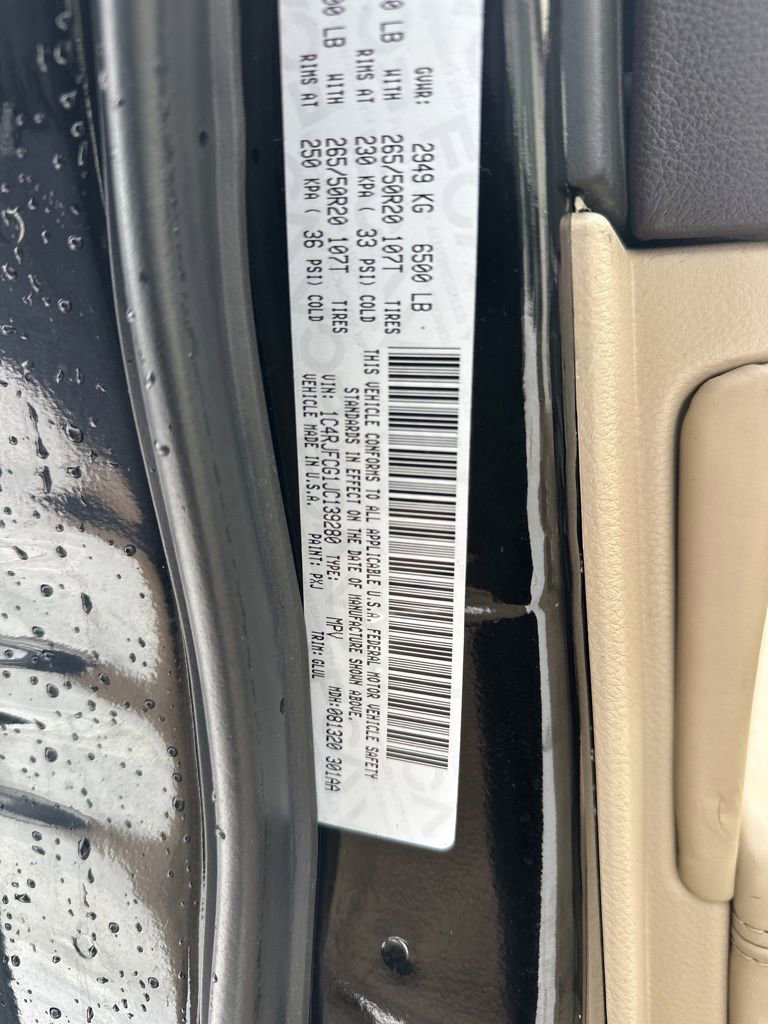 GVWR: 2949 KG 6500 LB
0 LB WITH 265/50R20 107T TIRES
RIMS AT 230 KPA ( 33 PSI) COLD
00 LB WITH 265/50R20 107T TIRES
RIMS AT 250 KPA ( 36 PSI) COLD
THIS VEHICLE CONFORMS TO ALL APPLICABLE U.S.A. FEDERAL MOTOR VEHICLE SAFETY
STANDARDS IN EFFECT ON THE DATE OF MANUFACTURE SHOWN ABOVE.
VIN: 1C4RJFCG1JC139280 TYPE: MPV MDH:081320 301AA
VEHICLE MADE IN U.S.A. PAINT: PXJ TRIM: GLUL